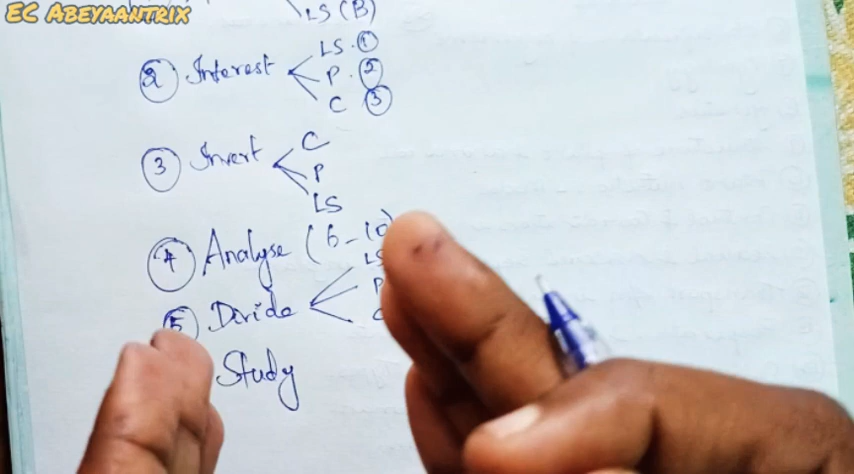 EC ABEYAANTRIX
LS (B)
② Interest
LS. ①
P. ②
C ③
③ Invert
C
P
LS
④ Analyse (6-10)
⑤ Divide
LS
P
C
Study